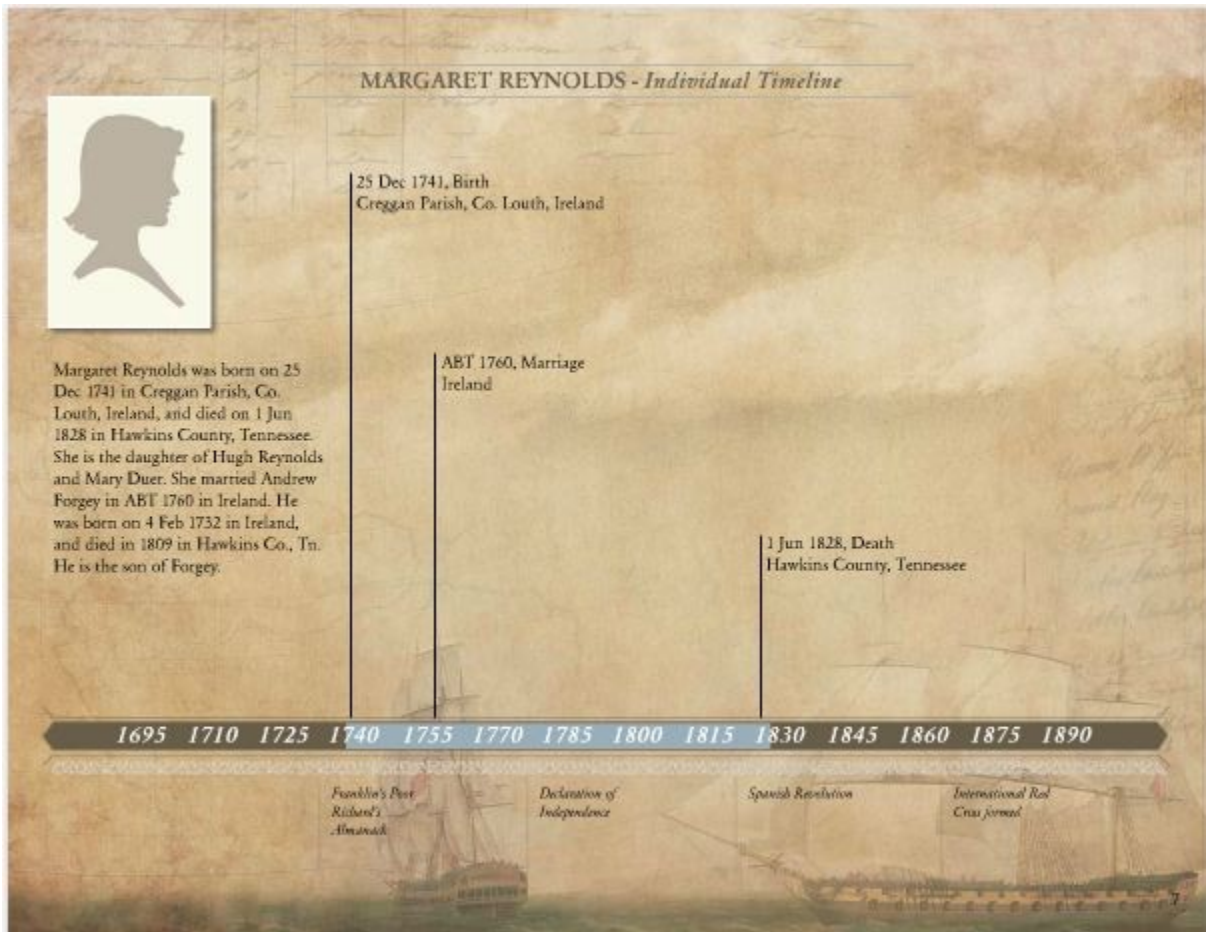 MARGARET REYNOLDS - Individual Timeline
25 Dec 1741, Birth
Creggan Parish, Co. Louth, Ireland
ABT 1760, Marriage
Ireland
Margaret Reynolds was born on 25
Dec 1741 in Creggan Parish, Co.
Louth, Ireland, and died on 1 Jun
1828 in Hawkins County, Tennessee.
She is the daughter of Hugh Reynolds
and Mary Duer. She married Andrew
Forgey in ABT 1760 in Ireland. He
was born on 4 Feb 1732 in Ireland,
and died in 1809 in Hawkins Co., Tn.
He is the son of Forgey.
1 Jun 1828, Death
Hawkins County, Tennessee
1695 1710 1725 1740 1755 1770 1785 1800 1815 1830 1845 1860 1875 1890
Franklin's Poor
Richard's
Almanack
Declaration of
Independence
Spanish Revolution
International Red
Cross formed
7